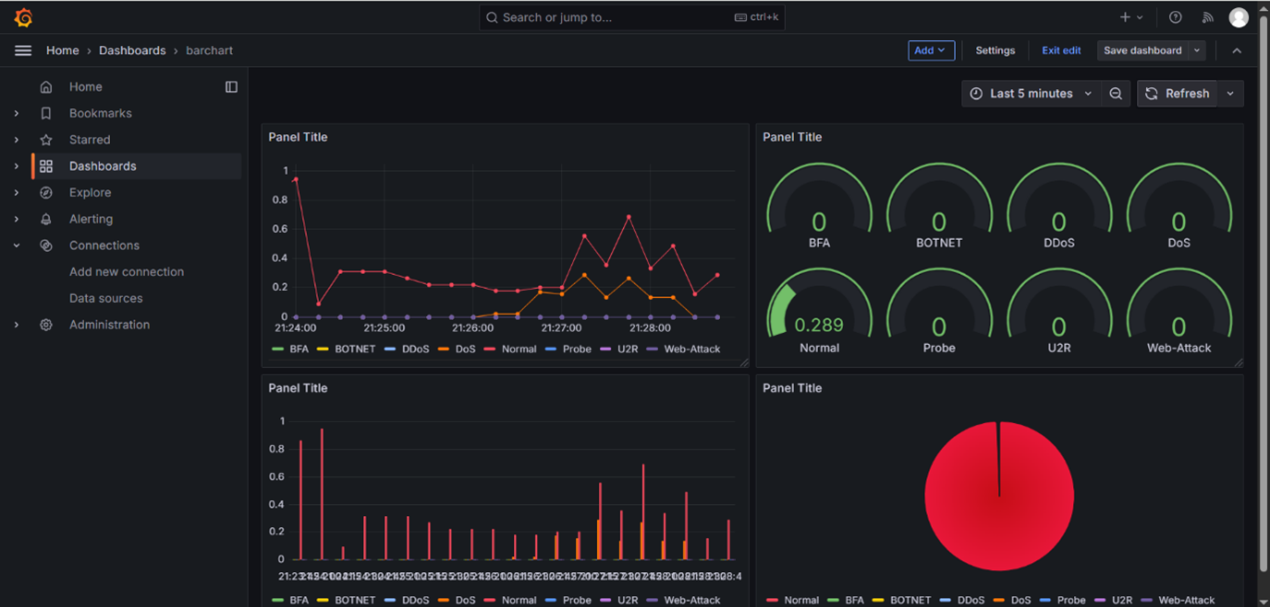 Search or jump to... ctrl+k
Home › Dashboards › barchart
Add Settings Exit edit Save dashboard
Home
Bookmarks
Starred
Dashboards
Explore
Alerting
Connections
Add new connection
Data sources
Administration
Last 5 minutes Refresh
Panel Title
1
0.8
0.6
0.4
0.2
0
21:24:00 21:25:00 21:26:00 21:27:00 21:28:00
BFA BOTNET DDoS DoS Normal Probe U2R Web-Attack
Panel Title
0 0 0 0
BFA BOTNET DDoS DoS
0.289 0 0 0
Normal Probe U2R Web-Attack
Panel Title
1
0.8
0.6
0.4
0.2
0
BFA BOTNET DDoS DoS Normal Probe U2R Web-Attack
Panel Title
Normal BFA BOTNET DDoS DoS Probe U2R Web-Attack